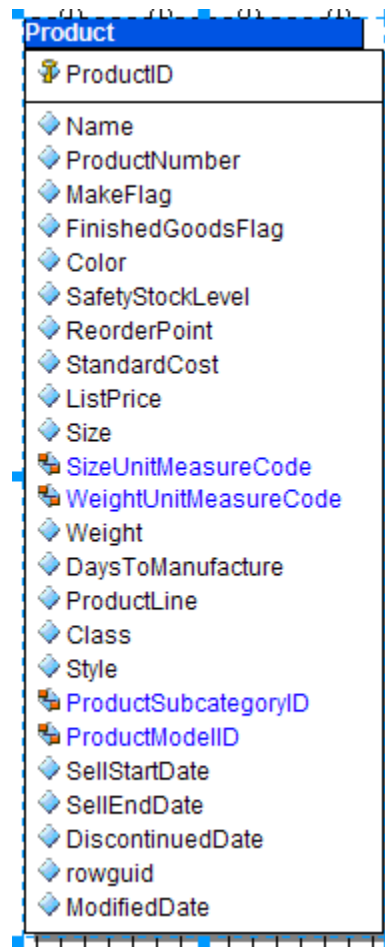 Product
ProductID
Name
ProductNumber
MakeFlag
FinishedGoodsFlag
Color
SafetyStockLevel
ReorderPoint
StandardCost
ListPrice
Size
SizeUnitMeasureCode
WeightUnitMeasureCode
Weight
DaysToManufacture
ProductLine
Class
Style
ProductSubcategoryID
ProductModelID
SellStartDate
SellEndDate
DiscontinuedDate
rowguid
ModifiedDate